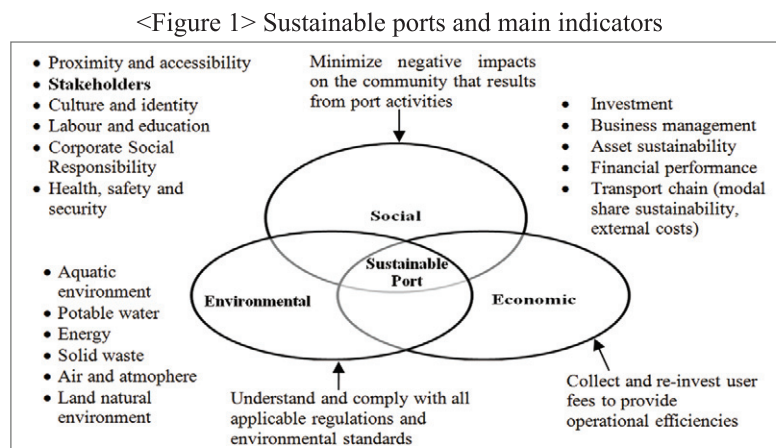 <Figure 1> Sustainable ports and main indicators
• Proximity and accessibility
• Stakeholders
• Culture and identity
• Labour and education
• Corporate Social
Responsibility
• Health, safety and
security
Minimize negative impacts
on the community that results
from port activities
• Investment
• Business management
• Asset sustainability
• Financial performance
• Transport chain (modal
share sustainability,
external costs)
Social
Sustainable
Port
Environmental
Economic
• Aquatic
environment
• Potable water
• Energy
• Solid waste
• Air and atmophere
• Land natural
environment
Understand and comply with all
applicable regulations and
environmental standards
Collect and re-invest user
fees to provide
operational efficiencies